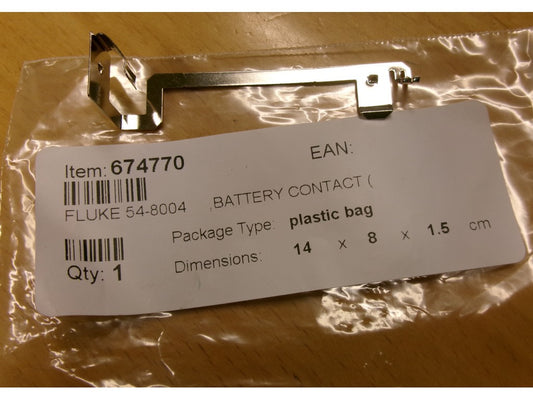 Item: 674770
EAN:
FLUKE 54-8004 ,BATTERY CONTACT (
Package Type: plastic bag
Qty: 1
Dimensions: 14 x 8 x 1.5 cm